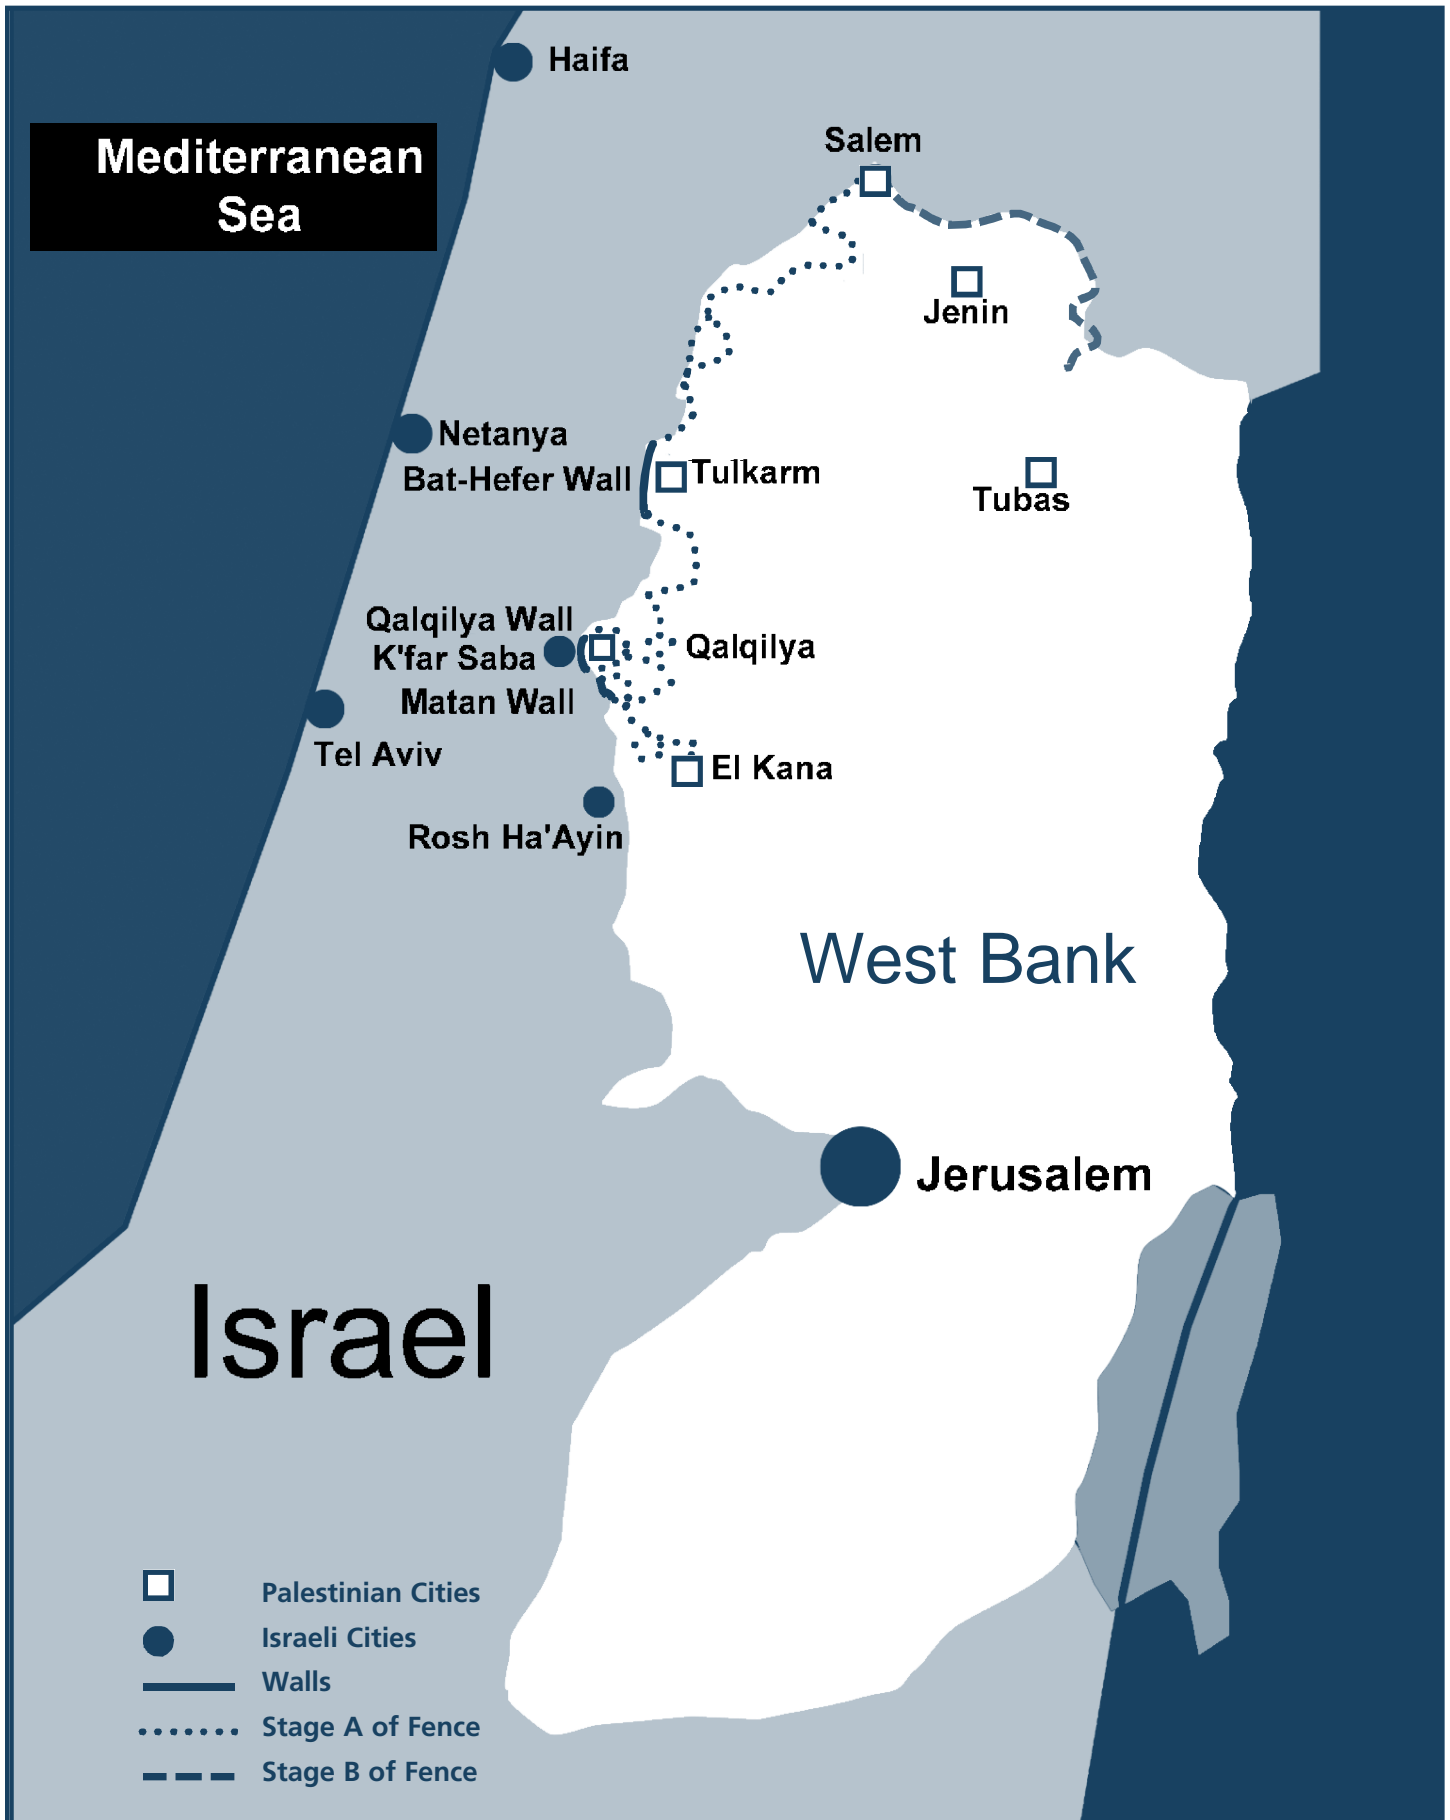 Haifa
Mediterranean
Sea
Salem
Jenin
Netanya
Bat-Hefer Wall
Tulkarm
Tubas
Qalqilya Wall
K'far Saba
Qalqilya
Matan Wall
Tel Aviv
El Kana
Rosh Ha'Ayin
West Bank
Jerusalem
Israel
Palestinian Cities
Israeli Cities
Walls
Stage A of Fence
Stage B of Fence